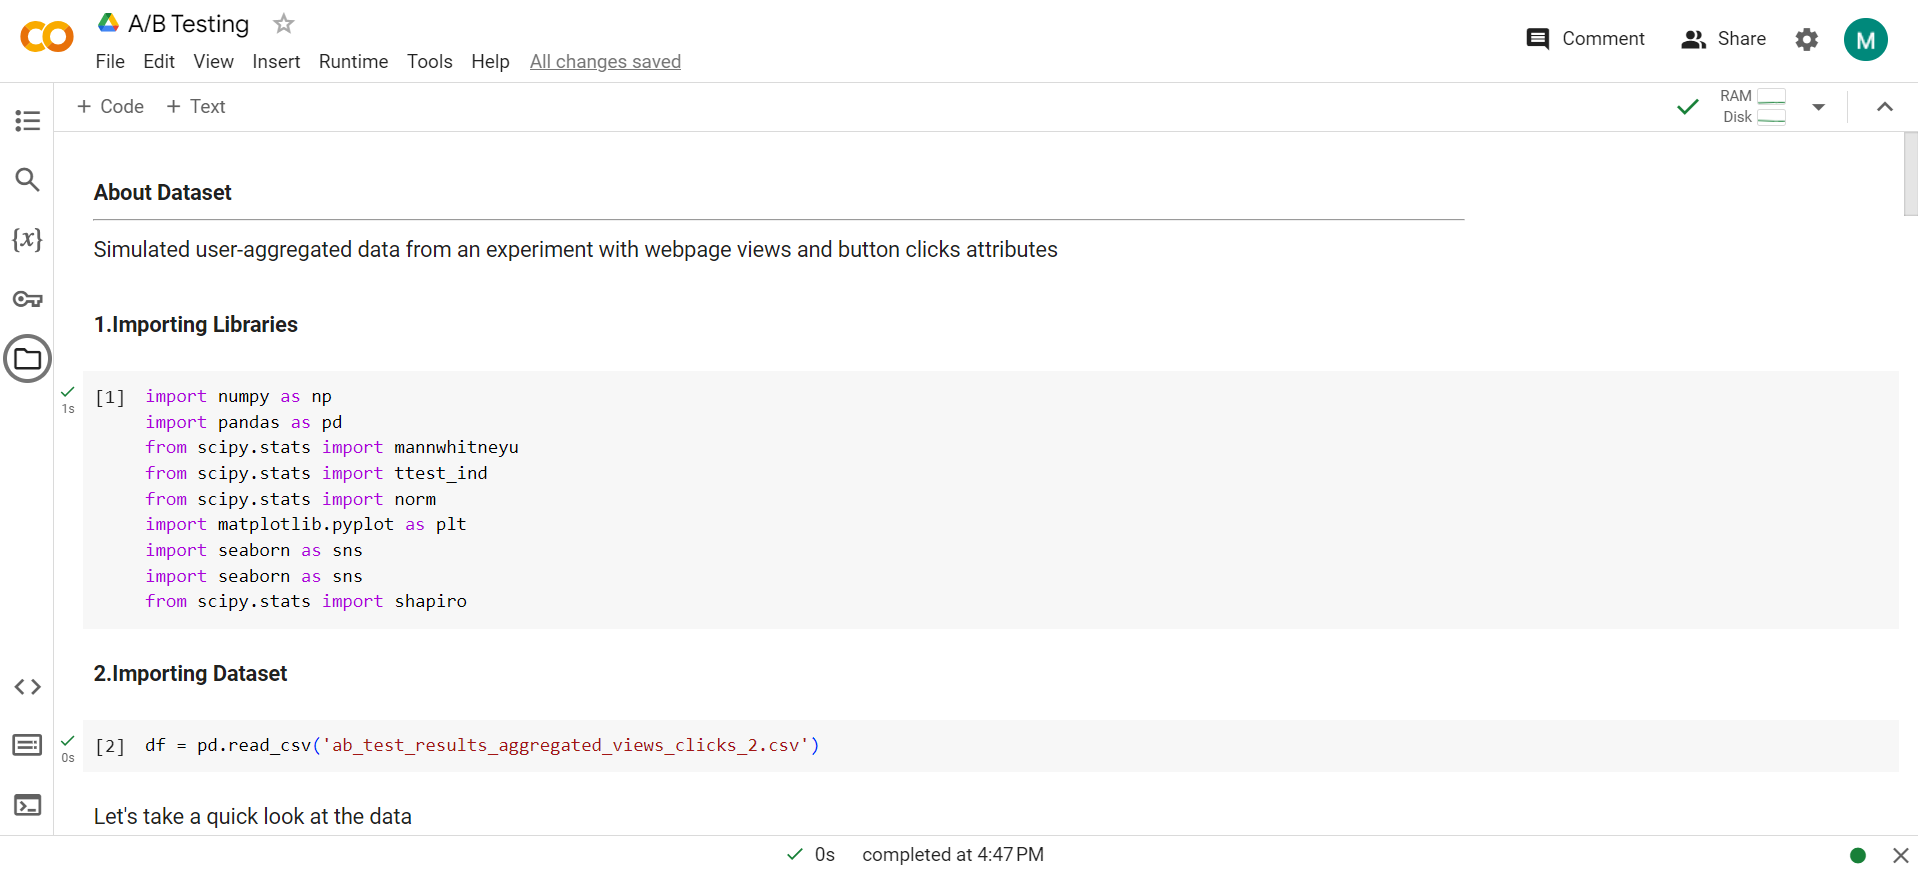 A/B Testing
File Edit View Insert Runtime Tools Help All changes saved
Comment Share M
+ Code + Text
RAM
Disk
About Dataset
Simulated user-aggregated data from an experiment with webpage views and button clicks attributes
1.Importing Libraries
[1] import numpy as np
1s
import pandas as pd
from scipy.stats import mannwhitneyu
from scipy.stats import ttest_ind
from scipy.stats import norm
import matplotlib.pyplot as plt
import seaborn as sns
import seaborn as sns
from scipy.stats import shapiro
2.Importing Dataset
[2] df = pd.read_csv('ab_test_results_aggregated_views_clicks_2.csv')
0s
Let's take a quick look at the data
0s completed at 4:47 PM